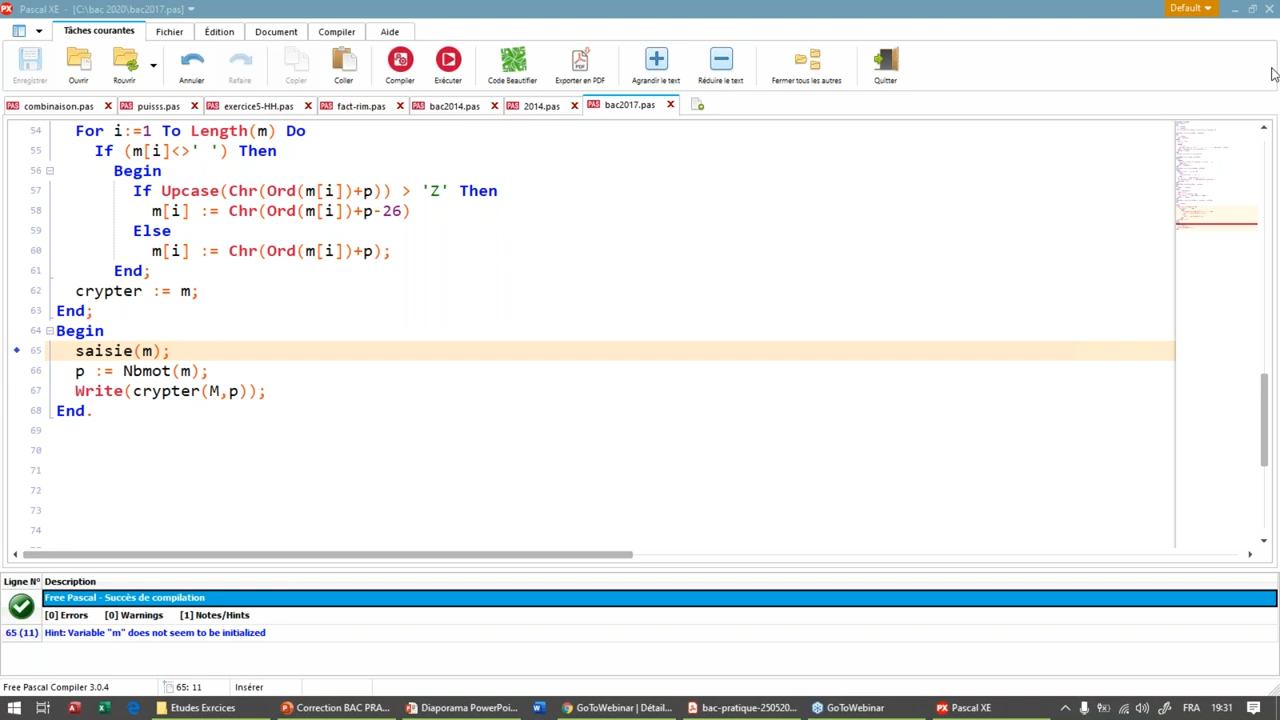 Pascal XE - [C:\bac 2020\bac2017.pas]
Default
Tâches courantes Fichier Édition Document Compiler Aide
Enregistrer Ouvrir Rouvrir Annuler Refaire Copier Coller Compiler Exécuter Code Beautifier Exporter en PDF Agrandir le text Réduire le text Fermer tous les autres Quitter
combinaison.pas puisss.pas exercice5-HH.pas fact-rim.pas bac2014.pas 2014.pas bac2017.pas
54 For i:=1 To Length(m) Do
55 If (m[i]<>' ') Then
56 Begin
57 If Upcase(Chr(Ord(m[i])+p)) > 'Z' Then
58 m[i] := Chr(Ord(m[i])+p-26)
59 Else
60 m[i] := Chr(Ord(m[i])+p);
61 End;
62 crypter := m;
63 End;
64 Begin
65 saisie(m);
66 p := Nbmot(m);
67 Write(crypter(M,p));
68 End.
69
70
71
72
73
74
Ligne N° Description
Free Pascal - Succès de compilation
[0] Errors [0] Warnings [1] Notes/Hints
65 (11) Hint: Variable "m" does not seem to be initialized
Free Pascal Compiler 3.0.4 65: 11 Insérer
Etudes Exrcices Correction BAC PRA... Diaporama PowerPoi... GoToWebinar | Détail... bac-pratique-250520... GoToWebinar Pascal XE FRA 19:31